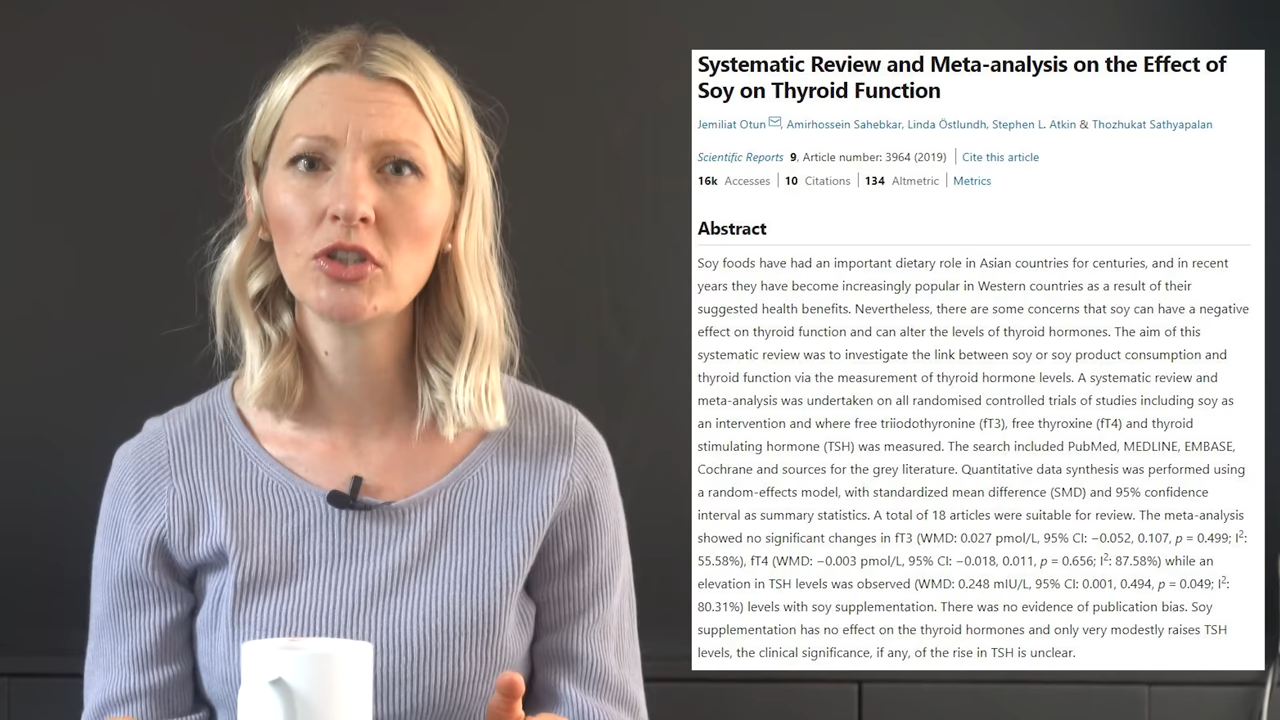 Systematic Review and Meta-analysis on the Effect of
Soy on Thyroid Function
Jemiliat Otun, Amirhossein Sahebkar, Linda Östlundh, Stephen L. Atkin & Thozhukat Sathyapalan
Scientific Reports 9, Article number: 3964 (2019) | Cite this article
16k Accesses | 10 Citations | 134 Altmetric | Metrics
Abstract
Soy foods have had an important dietary role in Asian countries for centuries, and in recent
years they have become increasingly popular in Western countries as a result of their
suggested health benefits. Nevertheless, there are some concerns that soy can have a negative
effect on thyroid function and can alter the levels of thyroid hormones. The aim of this
systematic review was to investigate the link between soy or soy product consumption and
thyroid function via the measurement of thyroid hormone levels. A systematic review and
meta-analysis was undertaken on all randomised controlled trials of studies including soy as
an intervention and where free triiodothyronine (fT3), free thyroxine (fT4) and thyroid
stimulating hormone (TSH) was measured. The search included PubMed, MEDLINE, EMBASE,
Cochrane and sources for the grey literature. Quantitative data synthesis was performed using
a random-effects model, with standardized mean difference (SMD) and 95% confidence
interval as summary statistics. A total of 18 articles were suitable for review. The meta-analysis
showed no significant changes in fT3 (WMD: 0.027 pmol/L, 95% CI: −0.052, 0.107, p = 0.499; I²:
55.58%), fT4 (WMD: −0.003 pmol/L, 95% CI: −0.018, 0.011, p = 0.656; I²: 87.58%) while an
elevation in TSH levels was observed (WMD: 0.248 mIU/L, 95% CI: 0.001, 0.494, p = 0.049; I²:
80.31%) levels with soy supplementation. There was no evidence of publication bias. Soy
supplementation has no effect on the thyroid hormones and only very modestly raises TSH
levels, the clinical significance, if any, of the rise in TSH is unclear.